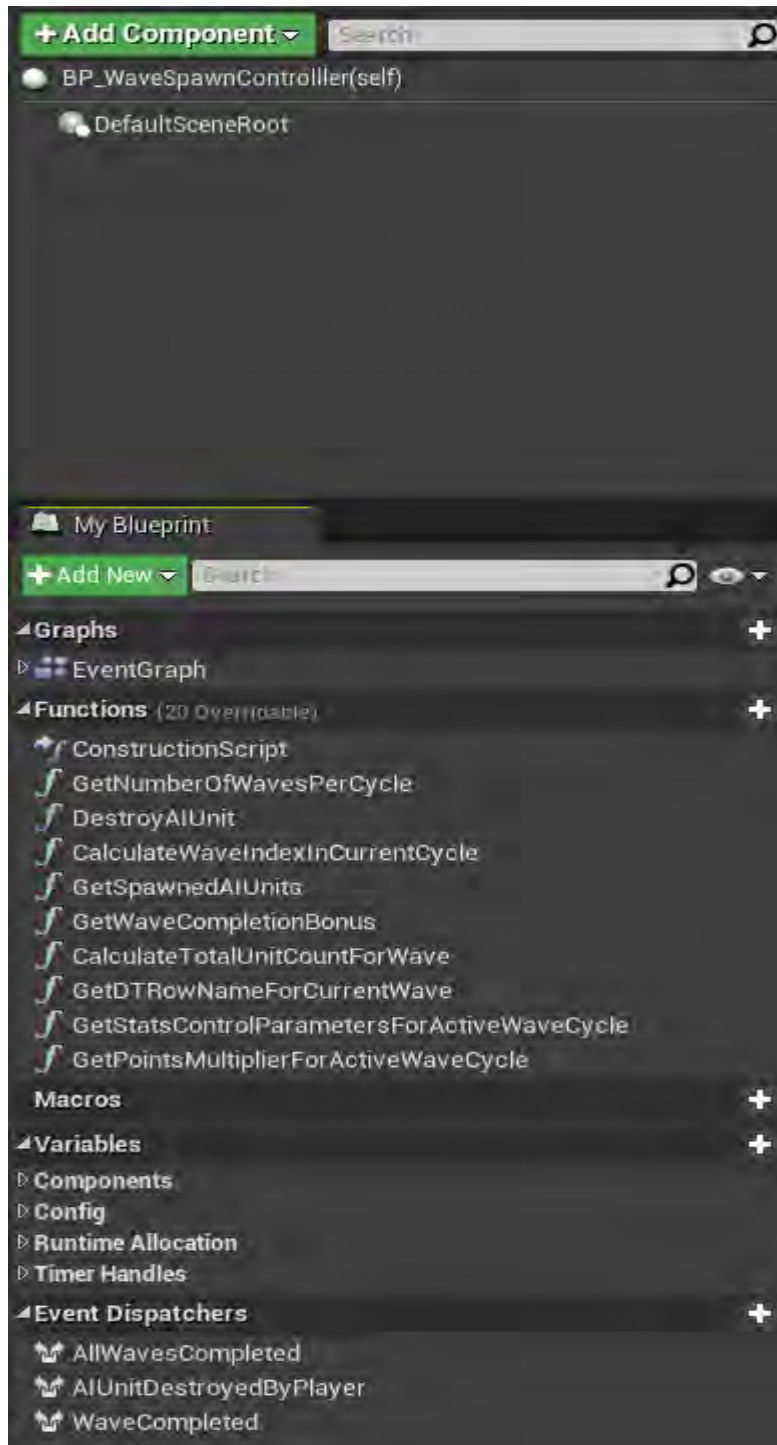 + Add Component
Search
BP_WaveSpawnControlller(self)
DefaultSceneRoot
My Blueprint
+ Add New
Search
Graphs
EventGraph
Functions (20 Overridable)
ConstructionScript
GetNumberOfWavesPerCycle
DestroyAIUnit
CalculateWaveIndexInCurrentCycle
GetSpawnedAIUnits
GetWaveCompletionBonus
CalculateTotalUnitCountForWave
GetDTRowNameForCurrentWave
GetStatsControlParametersForActiveWaveCycle
GetPointsMultiplierForActiveWaveCycle
Macros
Variables
Components
Config
Runtime Allocation
Timer Handles
Event Dispatchers
AllWavesCompleted
AIUnitDestroyedByPlayer
WaveCompleted